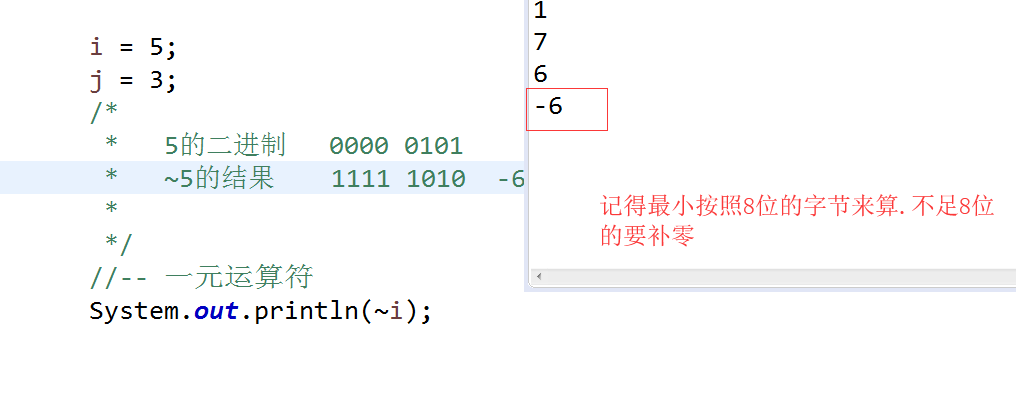 i = 5;
j = 3;
/*
*   5的二进制   0000 0101
*   ~5的结果    1111 1010  -6
*
*/
//-- 一元运算符
System.out.println(~i);
1
7
6
-6
记得最小按照8位的字节来算. 不足8位
的要补零